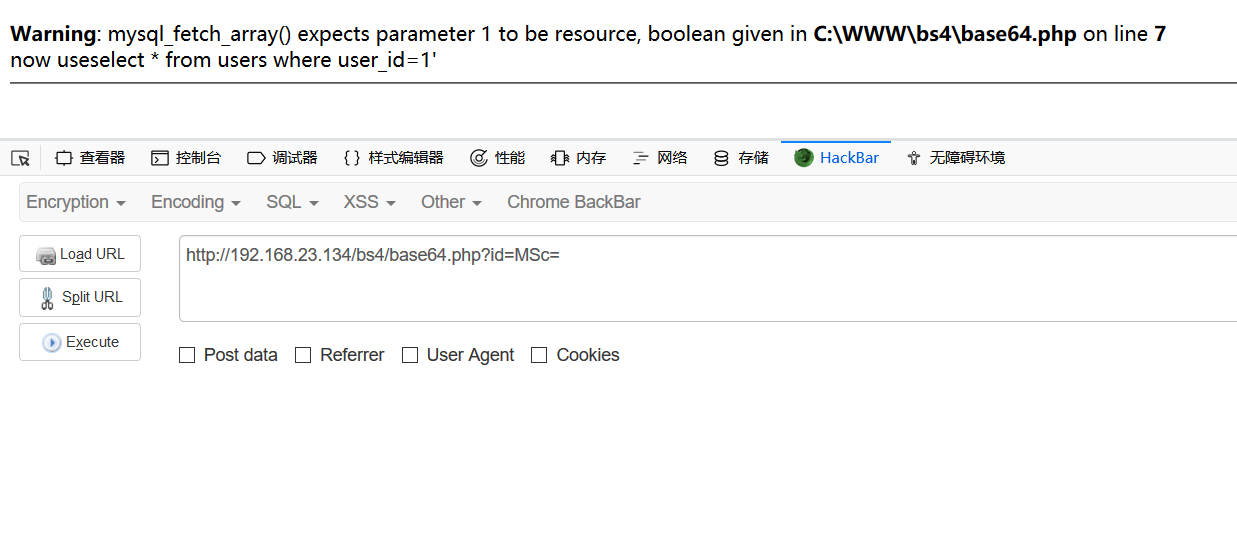 Warning: mysql_fetch_array() expects parameter 1 to be resource, boolean given in C:\WWW\bs4\base64.php on line 7
now useselect * from users where user_id=1'
查看器 控制台 调试器 样式编辑器 性能 内存 网络 存储 HackBar 无障碍环境
Encryption Encoding SQL XSS Other Chrome BackBar
Load URL http://192.168.23.134/bs4/base64.php?id=MSc=
Split URL
Execute
Post data Referrer User Agent Cookies